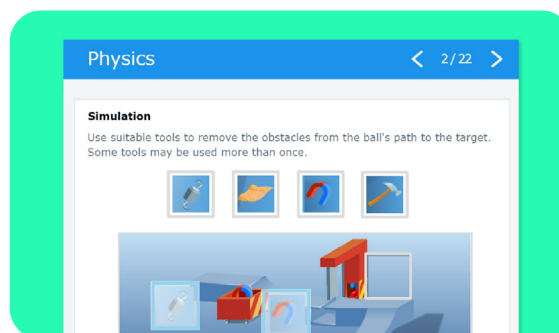 Physics
2/22
Simulation
Use suitable tools to remove the obstacles from the ball's path to the target.
Some tools may be used more than once.